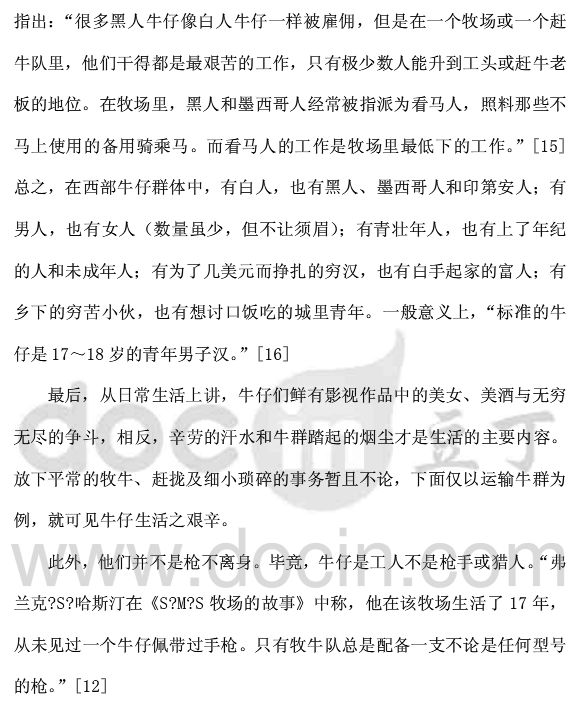 指出：“很多黑人牛仔像白人牛仔一样被雇佣，但是在一个牧场或一个赶
牛队里，他们干得都是最艰苦的工作，只有极少数人能升到工头或赶牛老
板的地位。在牧场里，黑人和墨西哥人经常被指派为看马人，照料那些不
马上使用的备用骑乘马。而看马人的工作是牧场里最低下的工作。”[15]
总之，在西部牛仔群体中，有白人，也有黑人、墨西哥人和印第安人；有
男人，也有女人（数量虽少，但不让须眉）；有青壮年人，也有上了年纪
的人和未成年人；有为了几美元而挣扎的穷汉，也有白手起家的富人；有
乡下的穷苦小伙，也有想讨口饭吃的城里青年。一般意义上，“标准的牛
仔是 17～18 岁的青年男子汉。”[16]
最后，从日常生活上讲，牛仔们鲜有影视作品中的美女、美酒与无穷
无尽的争斗，相反，辛劳的汗水和牛群踏起的烟尘才是生活的主要内容。
放下平常的牧牛、赶拢及细小琐碎的事务暂且不论，下面仅以运输牛群为
例，就可见牛仔生活之艰辛。
此外，他们并不是枪不离身。毕竟，牛仔是工人不是枪手或猎人。“弗
兰克?S?哈斯汀在《S?M?S 牧场的故事》中称，他在该牧场生活了 17 年，
从未见过一个牛仔佩带过手枪。只有牧牛队总是配备一支不论是任何型号
的枪。”[12]
docin 豆丁
www.docin.com